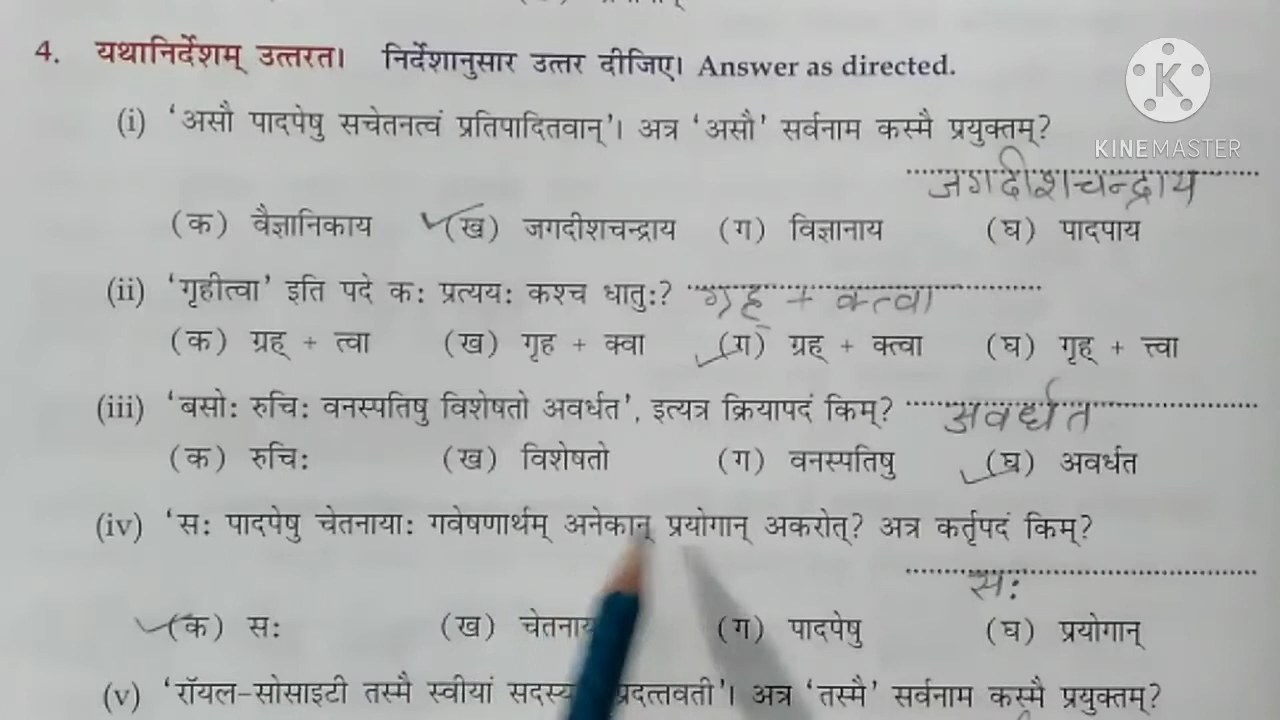 4. यथानिर्देशम् उत्तरत। निर्देशानुसार उत्तर दीजिए। Answer as directed.
K
KINEMASTER
(i) 'असौ पादपेषु सचेतनत्वं प्रतिपादितवान्'। अत्र 'असौ' सर्वनाम कस्मै प्रयुक्तम्?
जगदीशचन्द्राय
(क) वैज्ञानिकाय (ख) जगदीशचन्द्राय (ग) विज्ञानाय (घ) पादपाय
(ii) 'गृहीत्वा' इति पदे कः प्रत्ययः कश्च धातुः? ग्रह् + क्त्वा
(क) ग्रह् + त्वा (ख) गृह + क्वा (ग) ग्रह् + क्त्वा (घ) गृह् + त्त्वा
(iii) 'बसोः रुचिः वनस्पतिषु विशेषतो अवर्धत', इत्यत्र क्रियापदं किम्? अवर्धत
(क) रुचिः (ख) विशेषतो (ग) वनस्पतिषु (घ) अवर्धत
(iv) 'सः पादपेषु चेतनायाः गवेषणार्थम् अनेकान् प्रयोगान् अकरोत्? अत्र कर्तृपदं किम्?
सः
(क) सः (ख) (ग) पादपेषु (घ) प्रयोगान्
(v) 'रॉयल-सोसाइटी तस्मै स्वीयां प्रदत्तवती'। अत्र 'तस्मै' सर्वनाम कस्मै प्रयुक्तम्?